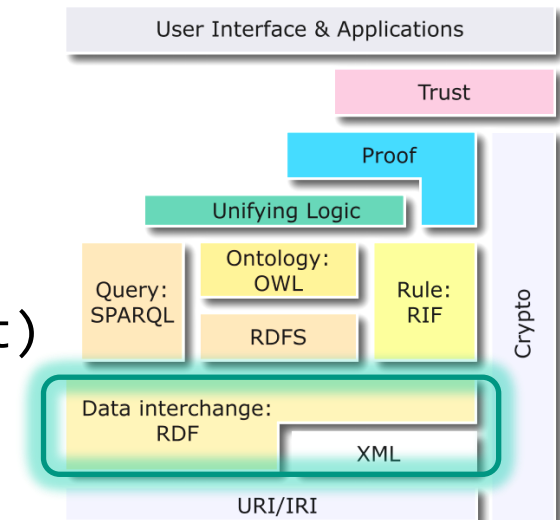 User Interface & Applications
Trust
Proof
Unifying Logic
Ontology:
OWL
Query:
SPARQL
Rule:
RIF
RDFS
Crypto
t)
Data interchange:
RDF
XML
URI/IRI